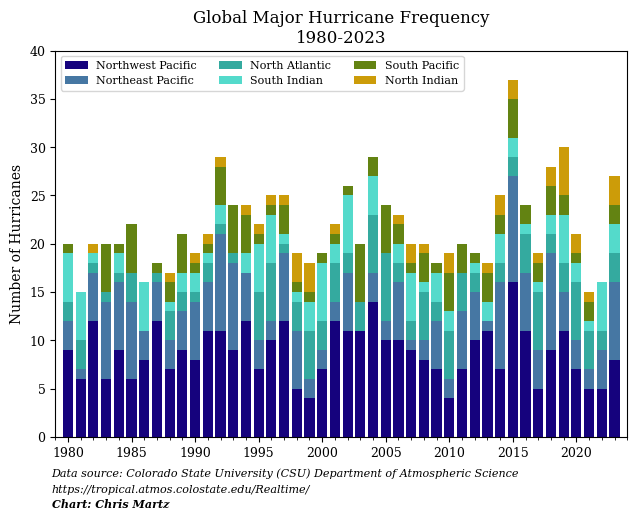 Global Major Hurricane Frequency
1980-2023
Number of Hurricanes
40
35
30
25
20
15
10
5
0
Northwest Pacific
Northeast Pacific
North Atlantic
South Indian
South Pacific
North Indian
1980 1985 1990 1995 2000 2005 2010 2015 2020
Data source: Colorado State University (CSU) Department of Atmospheric Science
https://tropical.atmos.colostate.edu/Realtime/
Chart: Chris Martz